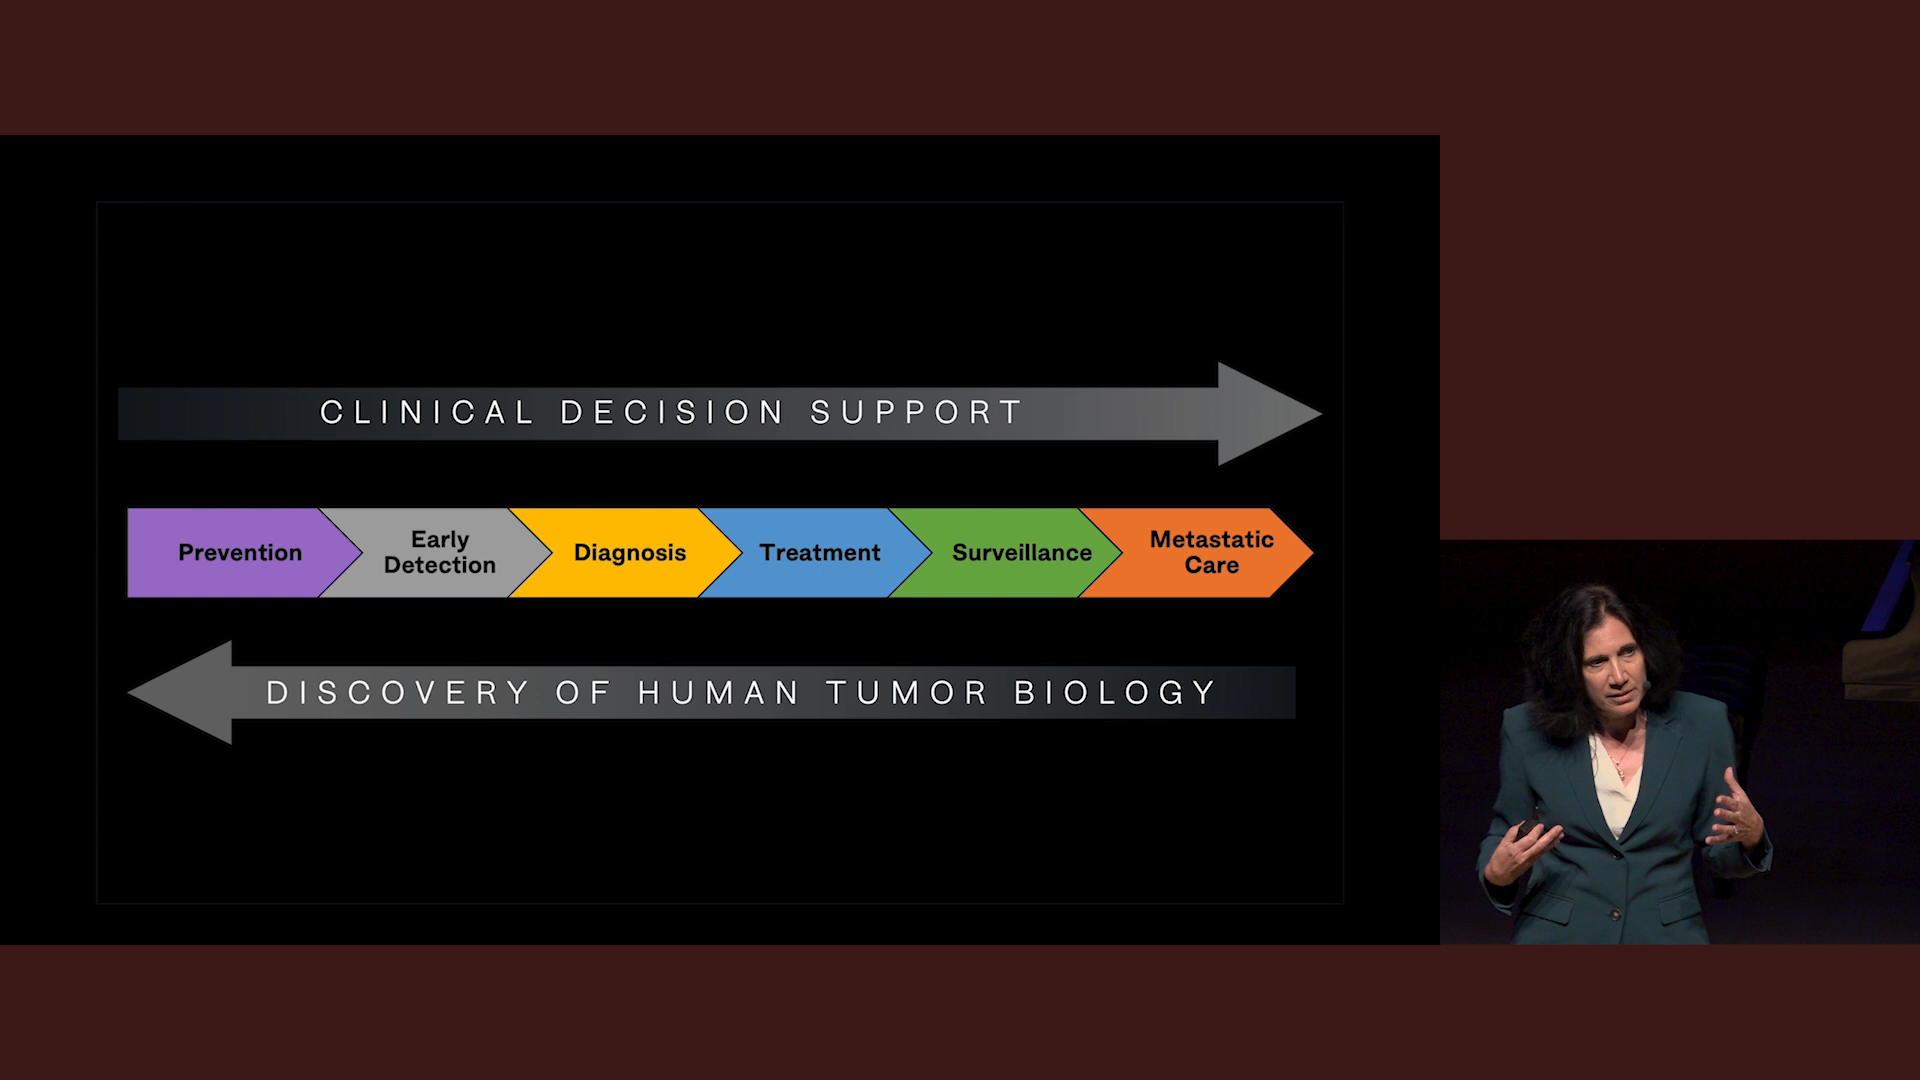 CLINICAL DECISION SUPPORT
Prevention
Early
Detection
Diagnosis
Treatment
Surveillance
Metastatic
Care
DISCOVERY OF HUMAN TUMOR BIOLOGY